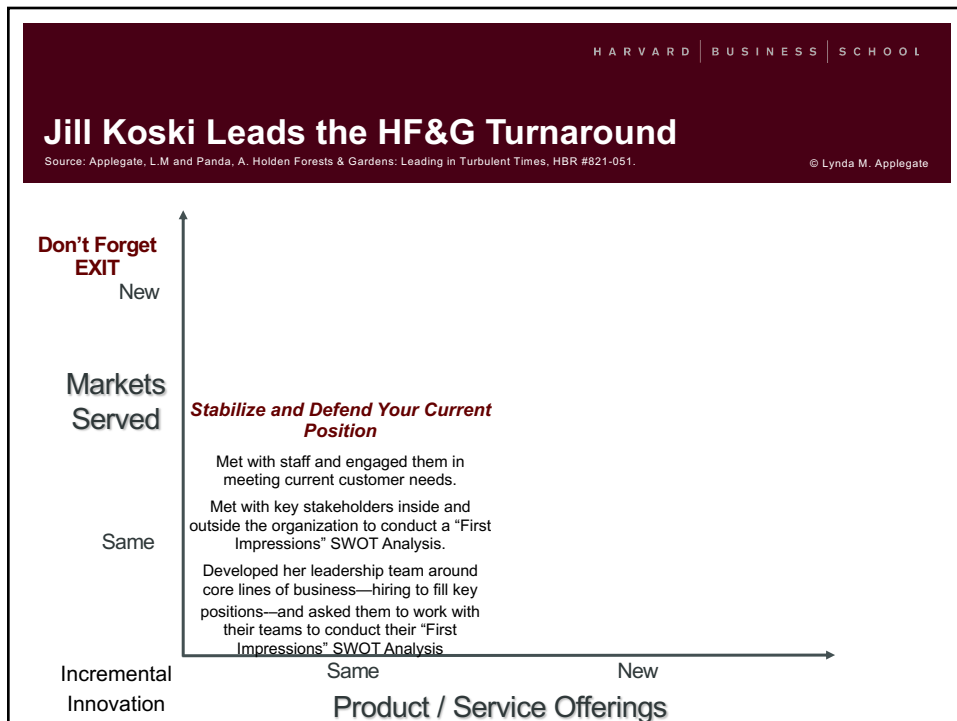 HARVARD | BUSINESS | SCHOOL
Jill Koski Leads the HF&G Turnaround
Source: Applegate, L.M and Panda, A. Holden Forests & Gardens: Leading in Turbulent Times, HBR #821-051.
© Lynda M. Applegate
Don’t Forget
EXIT
New
Markets
Served
Same
Stabilize and Defend Your Current
Position
Met with staff and engaged them in
meeting current customer needs.
Met with key stakeholders inside and
outside the organization to conduct a “First
Impressions” SWOT Analysis.
Developed her leadership team around
core lines of business—hiring to fill key
positions-–and asked them to work with
their teams to conduct their “First
Impressions” SWOT Analysis
Incremental
Innovation
Same
New
Product / Service Offerings